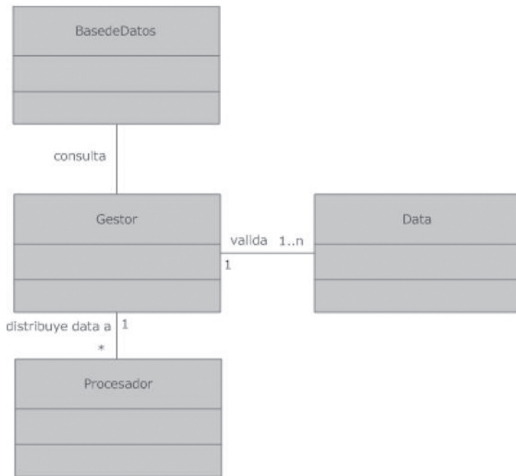 BasedeDatos
consulta
Gestor
Data
valida 1..n
1
distribuye data a 1
*
Procesador